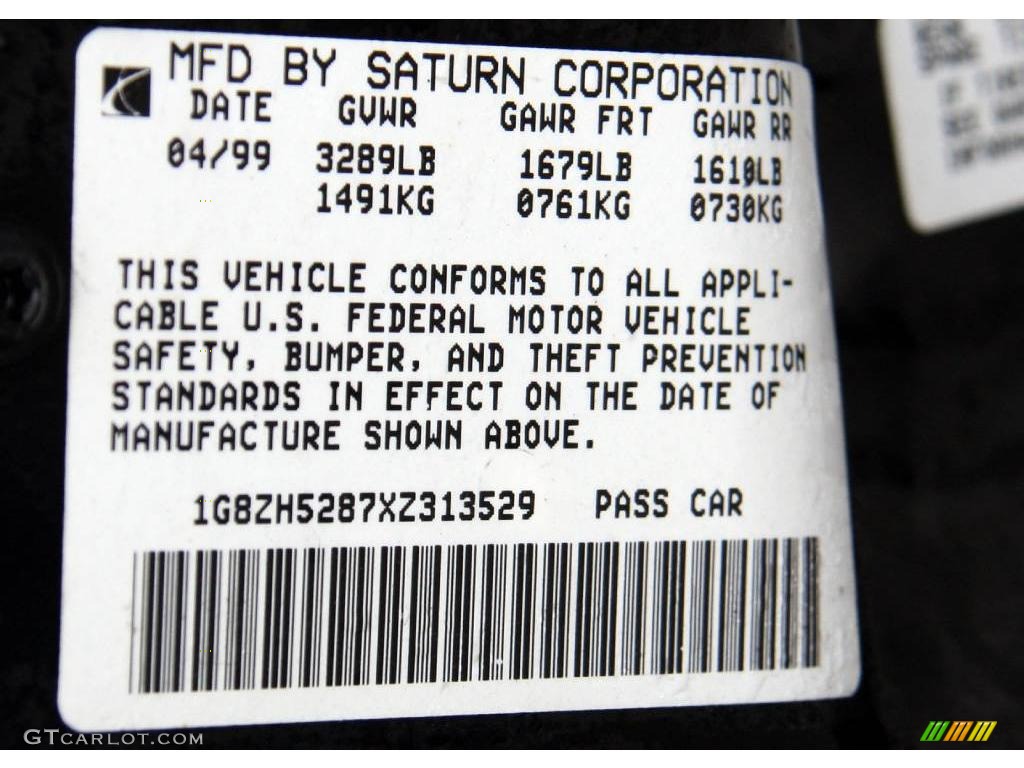 MFD BY SATURN CORPORATION
DATE GVWR GAWR FRT GAWR RR
04/99 3289LB 1679LB 1610LB
1491KG 0761KG 0730KG
THIS VEHICLE CONFORMS TO ALL APPLI-
CABLE U.S. FEDERAL MOTOR VEHICLE
SAFETY, BUMPER, AND THEFT PREVENTION
STANDARDS IN EFFECT ON THE DATE OF
MANUFACTURE SHOWN ABOVE.
1G8ZH5287XZ313529 PASS CAR
GTCARLOT.COM